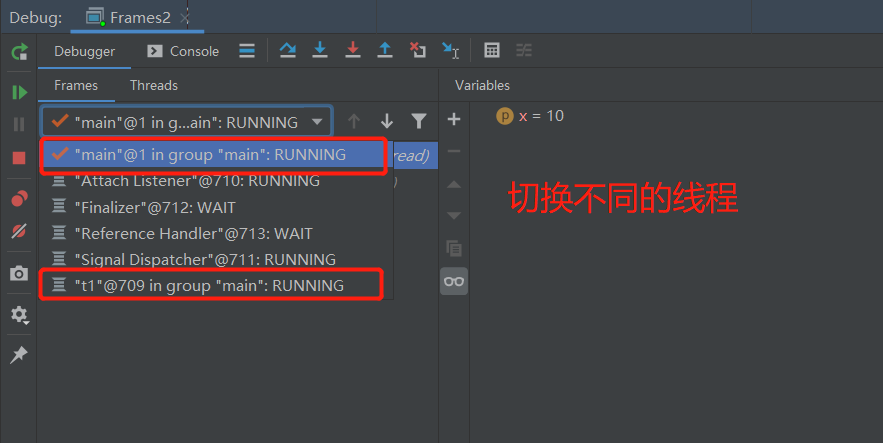 Debug: Frames2
Debugger Console
Frames Threads Variables
"main"@1 in g...ain": RUNNING
x = 10
"main"@1 in group "main": RUNNING
read)
"Attach Listener"@710: RUNNING
)
"Finalizer"@712: WAIT
切换不同的线程
"Reference Handler"@713: WAIT
"Signal Dispatcher"@711: RUNNING
"t1"@709 in group "main": RUNNING